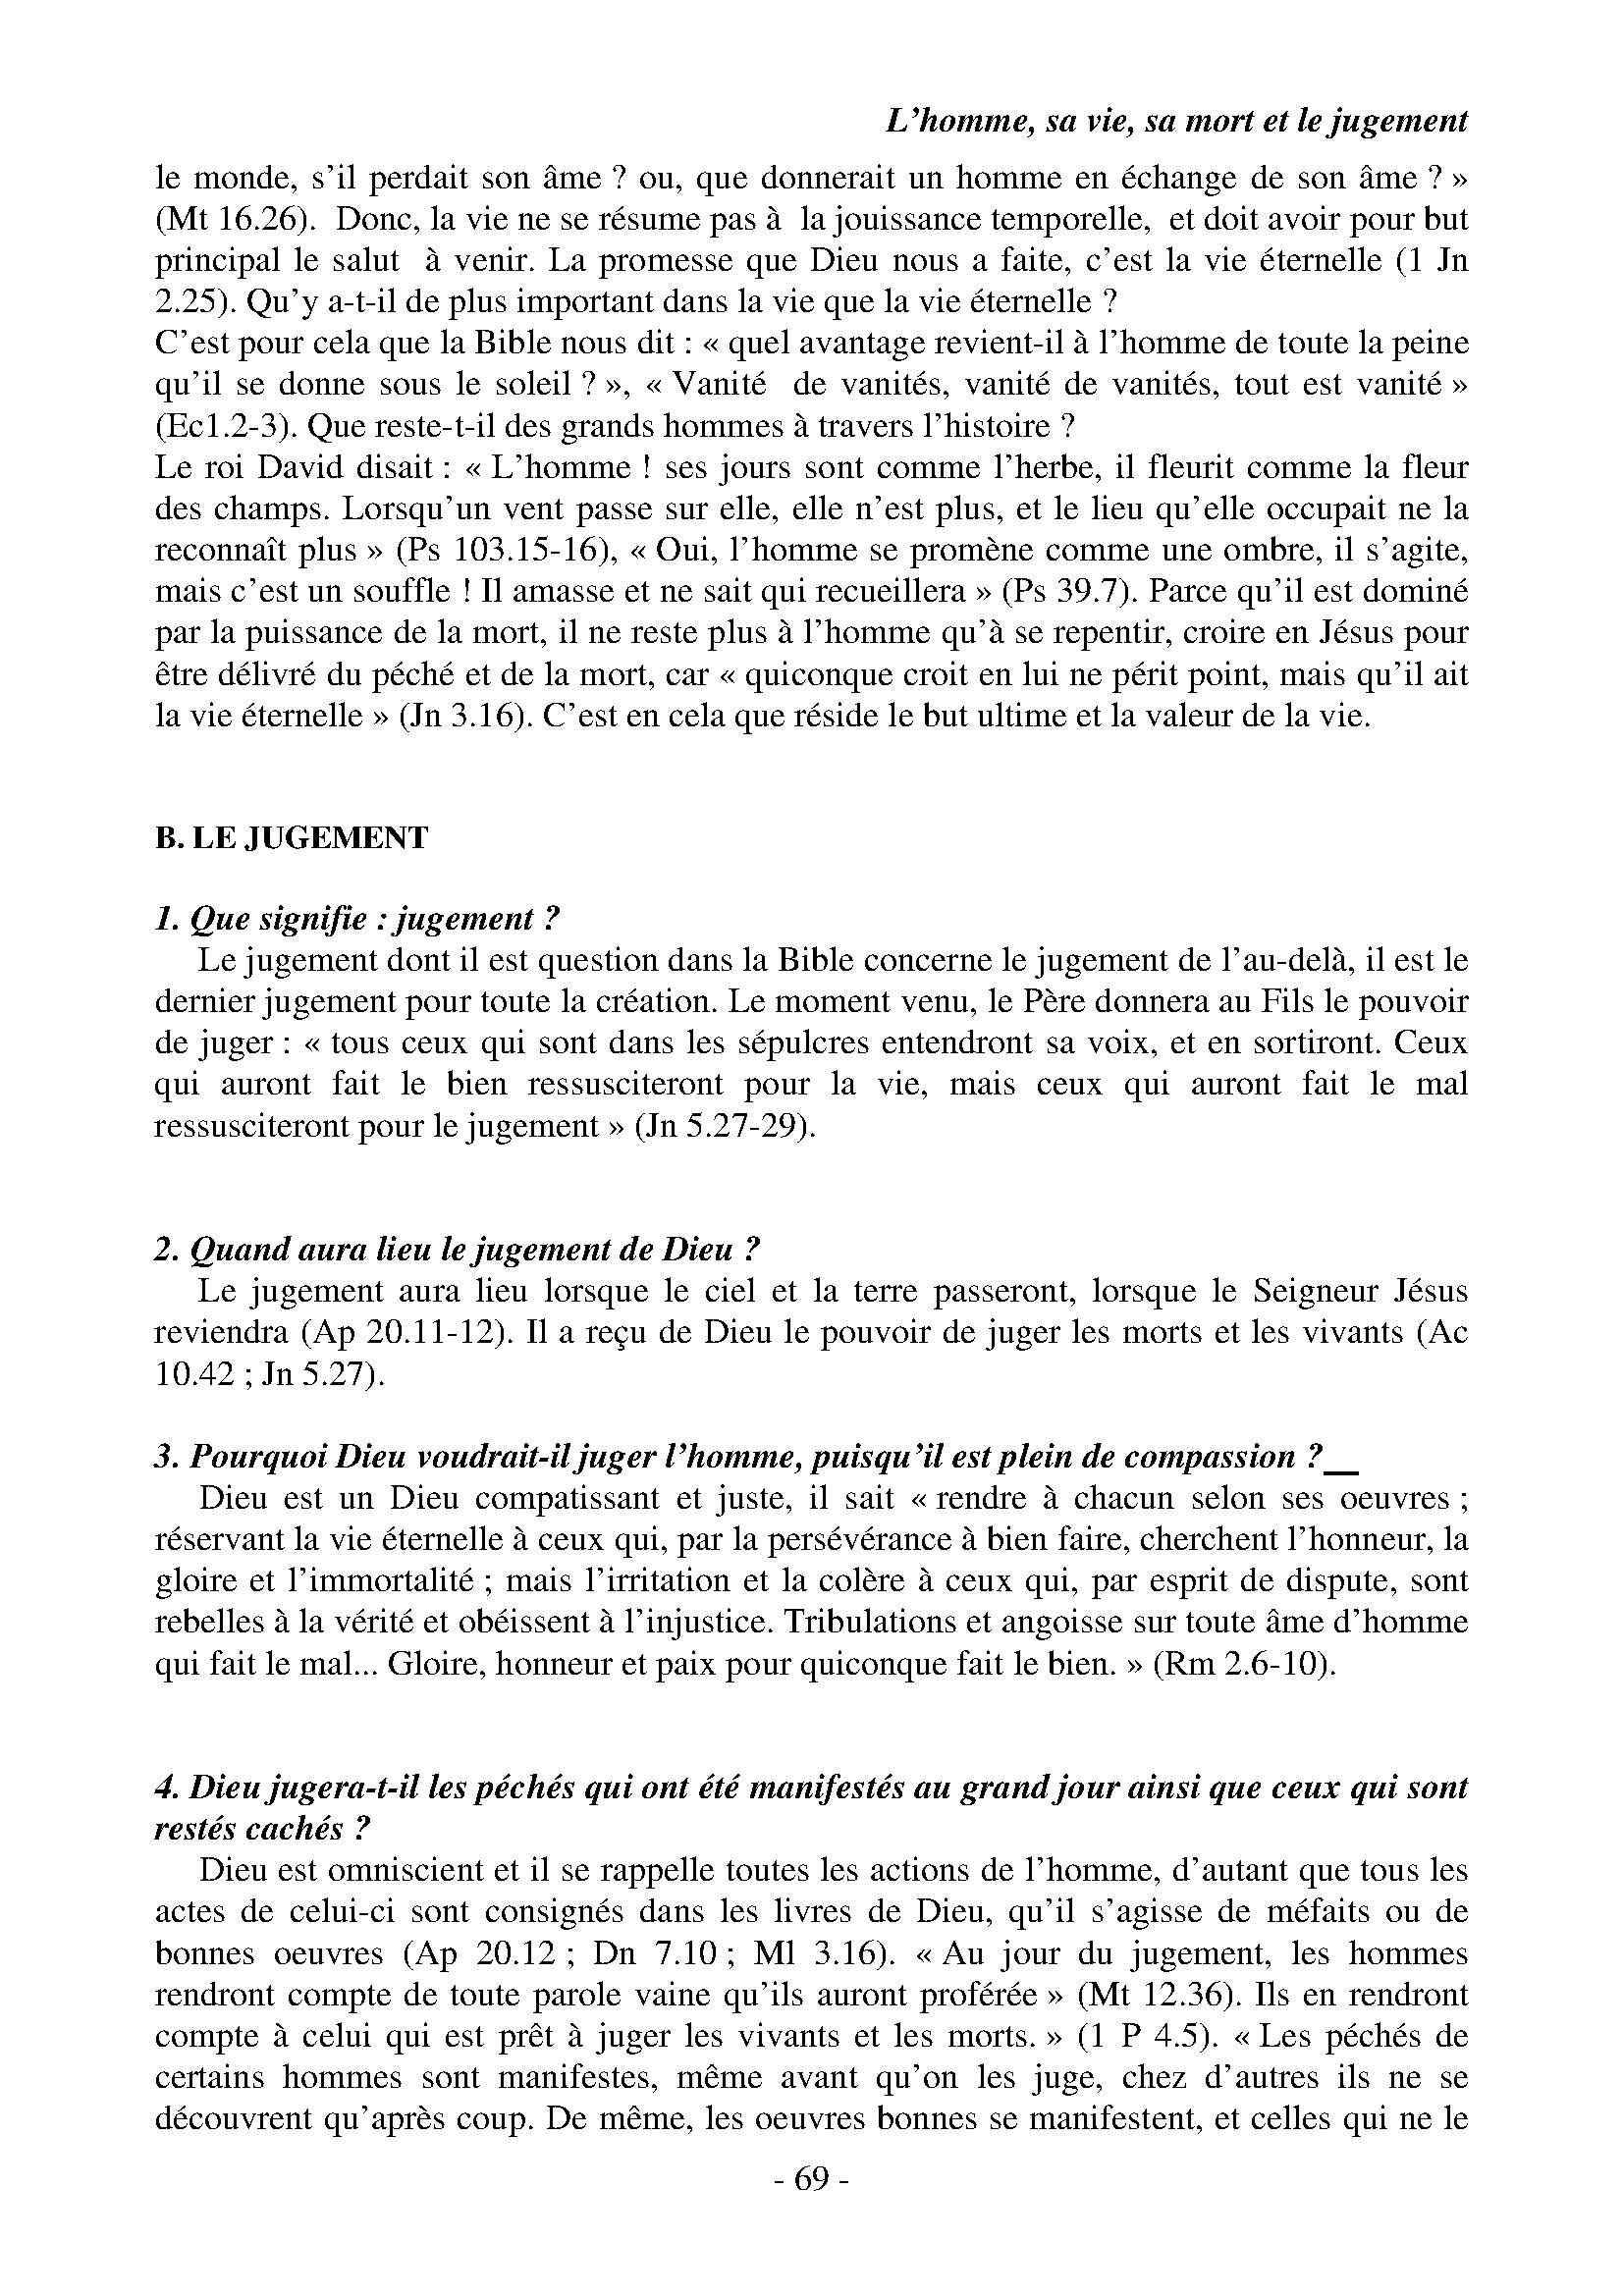 L’homme, sa vie, sa mort et le jugement
le monde, s’il perdait son âme ? ou, que donnerait un homme en échange de son âme ? »
(Mt 16.26).  Donc, la vie ne se résume pas à  la jouissance temporelle,  et doit avoir pour but
principal le salut  à venir. La promesse que Dieu nous a faite, c’est la vie éternelle (1 Jn
2.25). Qu’y a-t-il de plus important dans la vie que la vie éternelle ?
C’est pour cela que la Bible nous dit : « quel avantage revient-il à l’homme de toute la peine
qu’il se donne sous le soleil ? », « Vanité  de vanités, vanité de vanités, tout est vanité »
(Ec1.2-3). Que reste-t-il des grands hommes à travers l’histoire ?
Le roi David disait : « L’homme ! ses jours sont comme l’herbe, il fleurit comme la fleur
des champs. Lorsqu’un vent passe sur elle, elle n’est plus, et le lieu qu’elle occupait ne la
reconnaît plus » (Ps 103.15-16), « Oui, l’homme se promène comme une ombre, il s’agite,
mais c’est un souffle ! Il amasse et ne sait qui recueillera » (Ps 39.7). Parce qu’il est dominé
par la puissance de la mort, il ne reste plus à l’homme qu’à se repentir, croire en Jésus pour
être délivré du péché et de la mort, car « quiconque croit en lui ne périt point, mais qu’il ait
la vie éternelle » (Jn 3.16). C’est en cela que réside le but ultime et la valeur de la vie.
B. LE JUGEMENT
1. Que signifie : jugement ?
Le jugement dont il est question dans la Bible concerne le jugement de l’au-delà, il est le
dernier jugement pour toute la création. Le moment venu, le Père donnera au Fils le pouvoir
de juger : « tous ceux qui sont dans les sépulcres entendront sa voix, et en sortiront. Ceux
qui auront fait le bien ressusciteront pour la vie, mais ceux qui auront fait le mal
ressusciteront pour le jugement » (Jn 5.27-29).
2. Quand aura lieu le jugement de Dieu ?
Le jugement aura lieu lorsque le ciel et la terre passeront, lorsque le Seigneur Jésus
reviendra (Ap 20.11-12). Il a reçu de Dieu le pouvoir de juger les morts et les vivants (Ac
10.42 ; Jn 5.27).
3. Pourquoi Dieu voudrait-il juger l’homme, puisqu’il est plein de compassion ?__
Dieu est un Dieu compatissant et juste, il sait « rendre à chacun selon ses oeuvres ;
réservant la vie éternelle à ceux qui, par la persévérance à bien faire, cherchent l’honneur, la
gloire et l’immortalité ; mais l’irritation et la colère à ceux qui, par esprit de dispute, sont
rebelles à la vérité et obéissent à l’injustice. Tribulations et angoisse sur toute âme d’homme
qui fait le mal... Gloire, honneur et paix pour quiconque fait le bien. » (Rm 2.6-10).
4. Dieu jugera-t-il les péchés qui ont été manifestés au grand jour ainsi que ceux qui sont
restés cachés ?
Dieu est omniscient et il se rappelle toutes les actions de l’homme, d’autant que tous les
actes de celui-ci sont consignés dans les livres de Dieu, qu’il s’agisse de méfaits ou de
bonnes oeuvres (Ap 20.12 ; Dn 7.10 ; Ml 3.16). « Au jour du jugement, les hommes
rendront compte de toute parole vaine qu’ils auront proférée » (Mt 12.36). Ils en rendront
compte à celui qui est prêt à juger les vivants et les morts. » (1 P 4.5). « Les péchés de
certains hommes sont manifestes, même avant qu’on les juge, chez d’autres ils ne se
découvrent qu’après coup. De même, les oeuvres bonnes se manifestent, et celles qui ne le
- 69 -